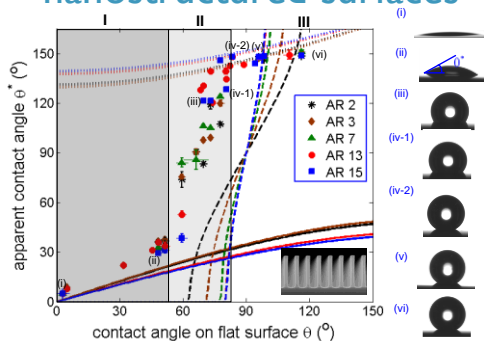 nanostructured surfaces
I
II
III
150
120
90
60
30
0
0
30
60
90
120
150
apparent contact angle θ* (°)
contact angle on flat surface θ (°)
(i)
(ii)
(iii)
(iv-1)
(iv-2)
(v)
(vi)
AR 2
AR 3
AR 7
AR 13
AR 15
(i)
(ii)
θ*
(iii)
(iv-1)
(iv-2)
(v)
(vi)